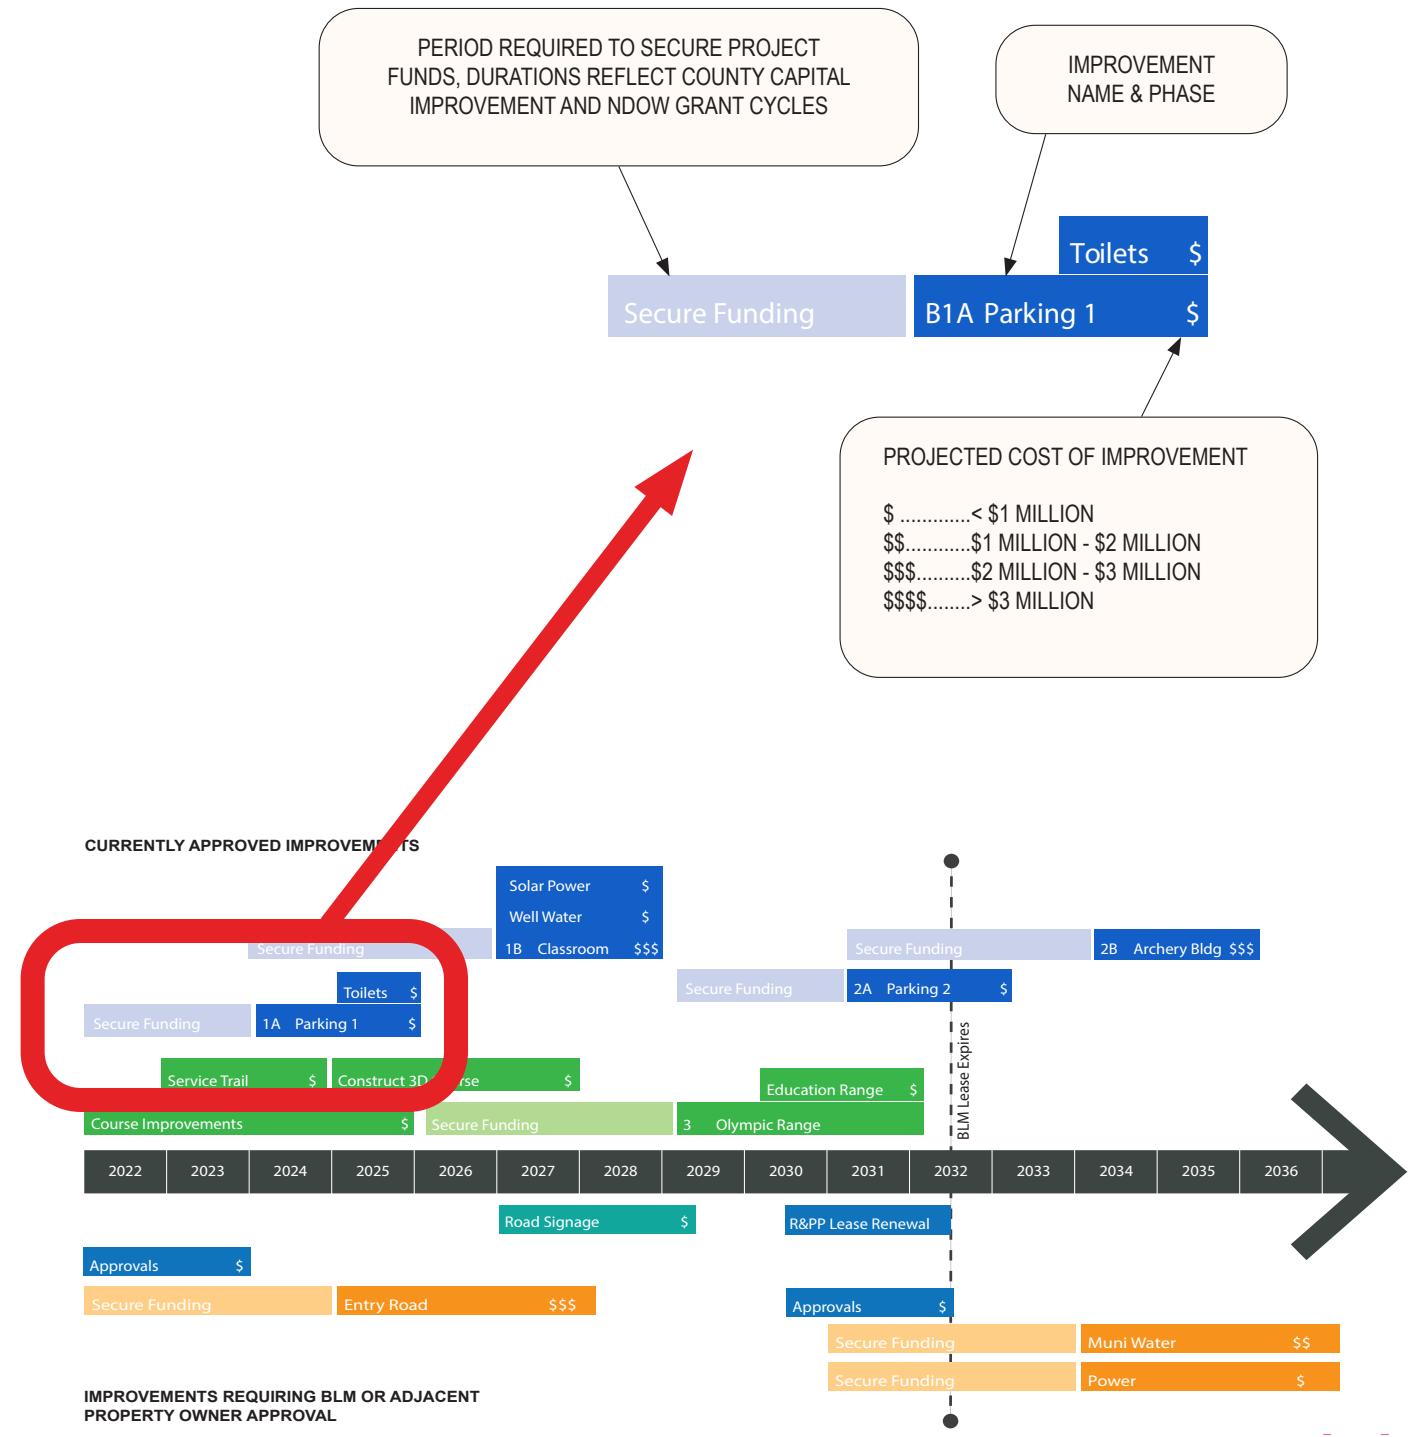 PERIOD REQUIRED TO SECURE PROJECT
FUNDS, DURATIONS REFLECT COUNTY CAPITAL
IMPROVEMENT AND NDOW GRANT CYCLES
IMPROVEMENT
NAME & PHASE
Toilets $
Secure Funding
B1A Parking 1 $
PROJECTED COST OF IMPROVEMENT
$ .............< $1 MILLION
$$............$1 MILLION - $2 MILLION
$$$..........$2 MILLION - $3 MILLION
$$$$........> $3 MILLION
CURRENTLY APPROVED IMPROVEMENTS
Solar Power $
Well Water $
Secure Funding
1B Classroom $$$
Secure Funding
2B Archery Bldg $$$
Toilets $
Secure Funding
2A Parking 2 $
Secure Funding
1A Parking 1 $
BLM Lease Expires
Service Trail $
Construct 3D Course $
Education Range $
Course Improvements $
Secure Funding
3 Olympic Range
2022 2023 2024 2025 2026 2027 2028 2029 2030 2031 2032 2033 2034 2035 2036
Road Signage $
R&PP Lease Renewal
Approvals $
Secure Funding
Entry Road $$$
Approvals $
Secure Funding
Muni Water $$
Secure Funding
Power $
IMPROVEMENTS REQUIRING BLM OR ADJACENT
PROPERTY OWNER APPROVAL